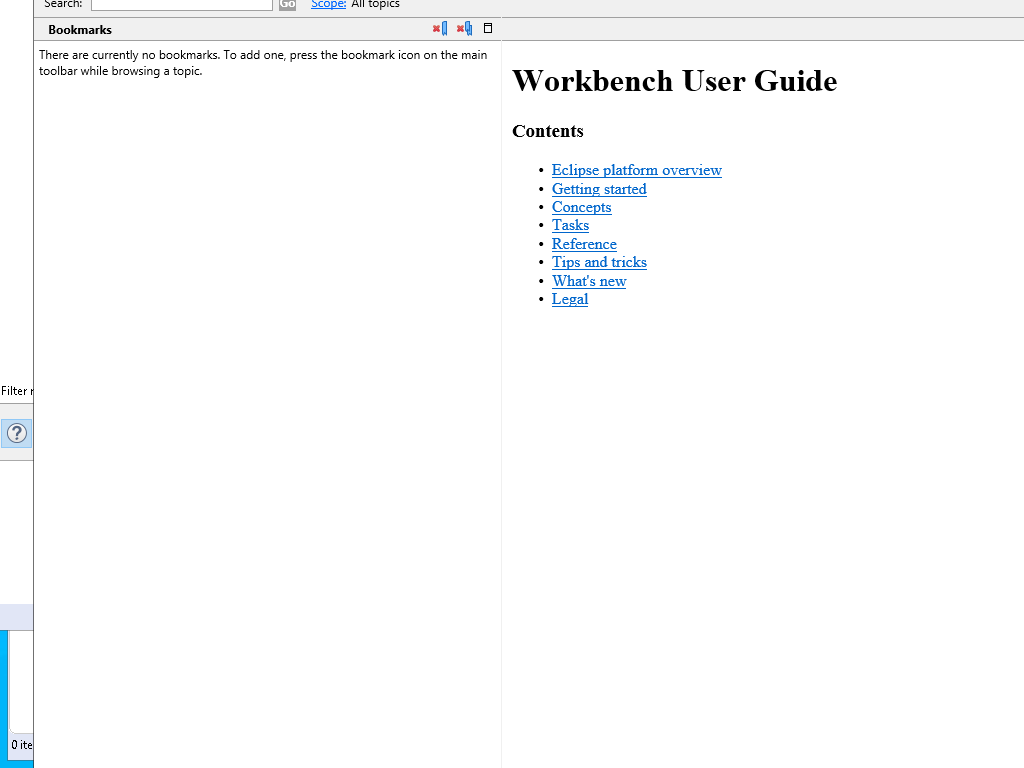 Search: Go Scope: All topics
Bookmarks
There are currently no bookmarks. To add one, press the bookmark icon on the main
toolbar while browsing a topic.
Workbench User Guide
Contents
• Eclipse platform overview
• Getting started
• Concepts
• Tasks
• Reference
• Tips and tricks
• What's new
• Legal
Filter
0 ite